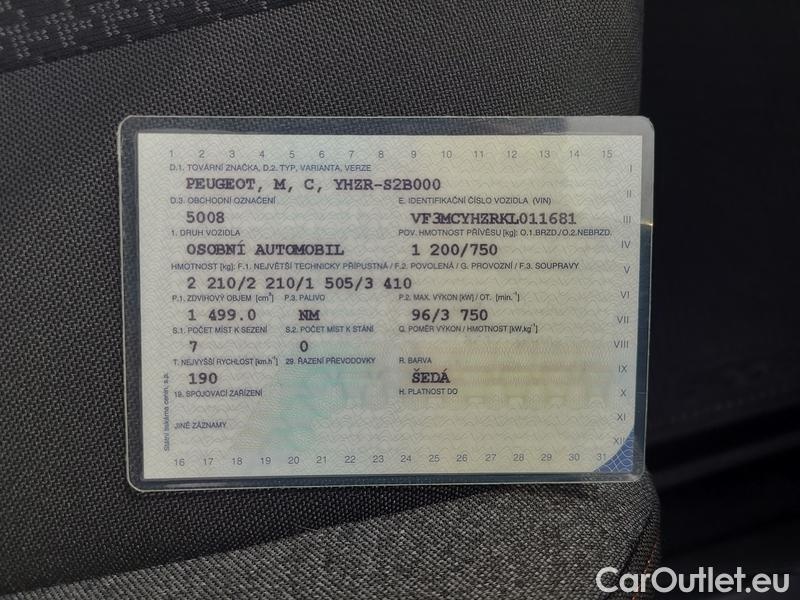 1 2 3 4 5 6 7 8 9 10 11 12 13 14 15
D.1. TOVÁRNÍ ZNAČKA, D.2. TYP, VARIANTA, VERZE
I
PEUGEOT, M, C, YHZR-S2B000
II
D.3. OBCHODNÍ OZNAČENÍ E. IDENTIFIKAČNÍ ČÍSLO VOZIDLA (VIN)
5008 VF3MCYHZRKL011681
III
1. DRUH VOZIDLA POV. HMOTNOST PŘÍVĚSU [kg]: O.1.BRZD./O.2.NEBRZD.
OSOBNÍ AUTOMOBIL 1 200/750
IV
HMOTNOST [kg]: F.1. NEJVĚTŠÍ TECHNICKY PŘÍPUSTNÁ / F.2. POVOLENÁ / G. PROVOZNÍ / F.3. SOUPRAVY
2 210/2 210/1 505/3 410
P.1. ZDVIHOVÝ OBJEM [cm³] P.3. PALIVO P.2. MAX. VÝKON [kW] / OT. [min.⁻¹]
VI
1 499.0 NM 96/3 750
VII
S.1. POČET MÍST K SEZENÍ S.2. POČET MÍST K STÁNÍ Q. POMĚR VÝKON / HMOTNOST [kW.kg⁻¹]
7 0
VIII
T. NEJVYŠŠÍ RYCHLOST [km.h⁻¹] 29. ŘAZENÍ PŘEVODOVKY R. BARVA
IX
190 ŠEDÁ
19. SPOJOVACÍ ZAŘÍZENÍ H. PLATNOST DO
X
XI
JINÉ ZÁZNAMY
XII
Státní tiskárna cenin, s.p.
16 17 18 19 20 21 22 23 24 25 26 27 28 29 30 31
CarOutlet.eu